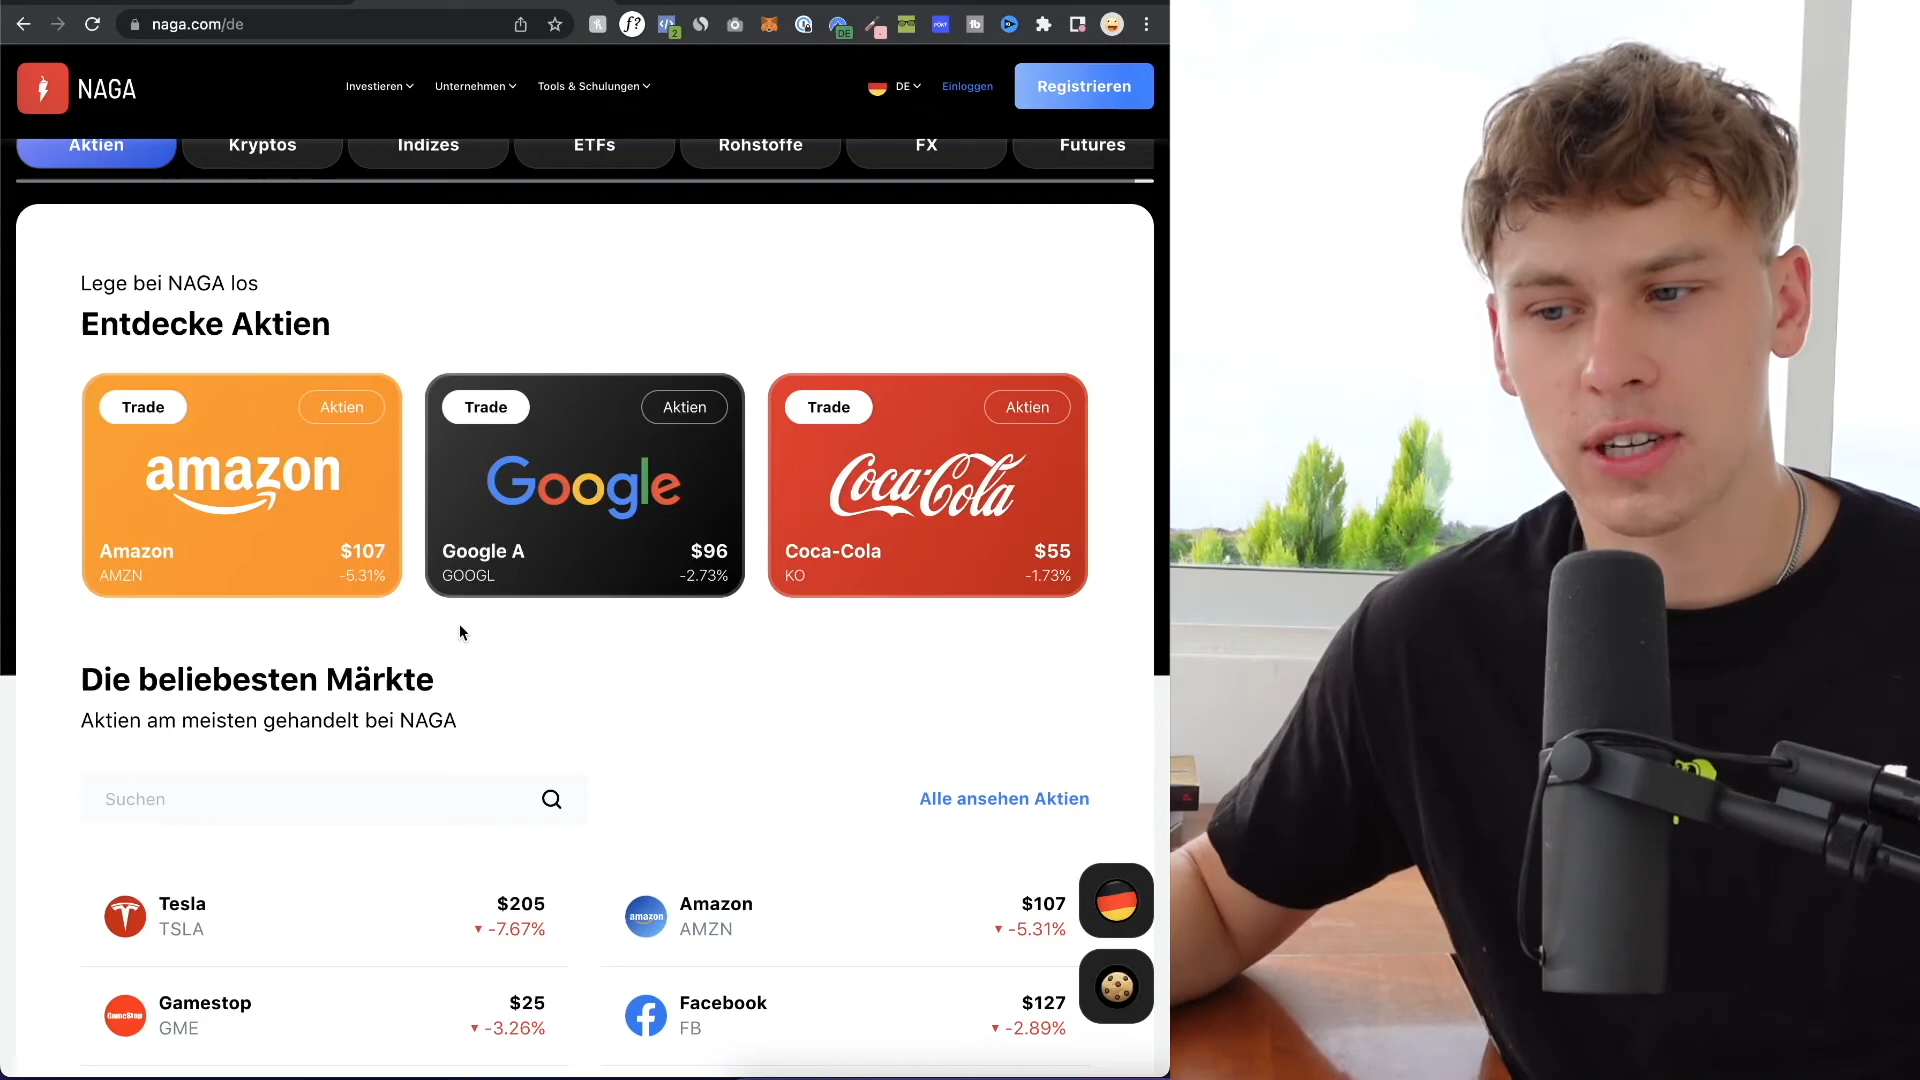 naga.com/de
2
DE
NAGA
Investieren
Unternehmen
Tools & Schulungen
DE
Einloggen
Registrieren
Aktien
Kryptos
Indizes
ETFs
Rohstoffe
FX
Futures
Lege bei NAGA los
Entdecke Aktien
Trade
Aktien
amazon
Amazon
$107
AMZN
-5.31%
Trade
Aktien
Google
Google A
$96
GOOGL
-2.73%
Trade
Aktien
Coca-Cola
Coca-Cola
$55
KO
-1.73%
Die beliebesten Märkte
Aktien am meisten gehandelt bei NAGA
Suchen
Alle ansehen Aktien
Tesla
$205
TSLA
-7.67%
amazon
Amazon
$107
AMZN
-5.31%
GameStop
Gamestop
$25
GME
-3.26%
Facebook
$127
FB
-2.89%